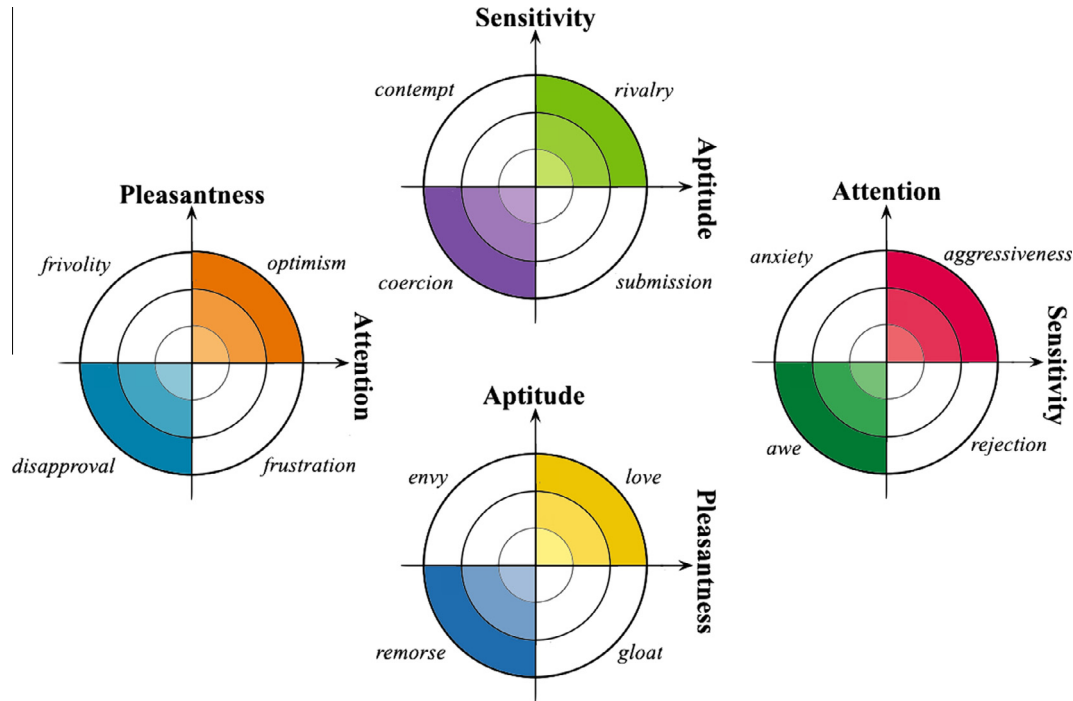 Sensitivity
contempt
rivalry
Aptitude
coercion
submission
Pleasantness
frivolity
optimism
Attention
disapproval
frustration
Attention
anxiety
aggressiveness
Sensitivity
awe
rejection
Aptitude
envy
love
Pleasantness
remorse
gloat